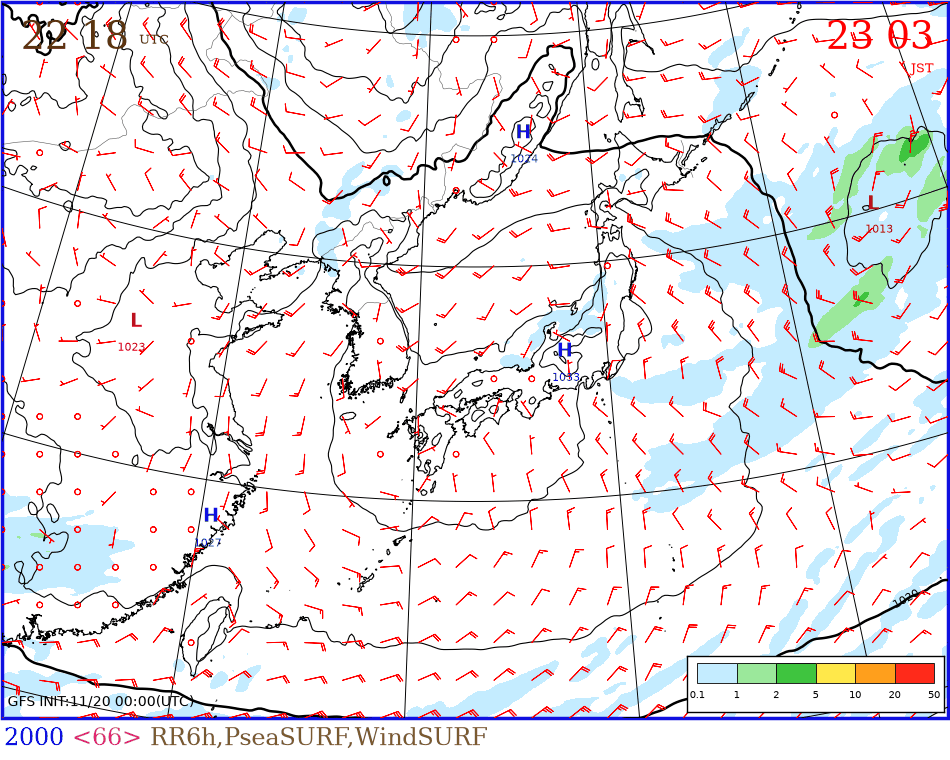 22 18 UTC
23 03 JST
H
1024
L
1013
L
1023
H
1033
H
1027
1020
GFS INIT:11/20 00:00(UTC)
0.1 1 2 5 10 20 50
2000 <66> RR6h,PseaSURF,WindSURF